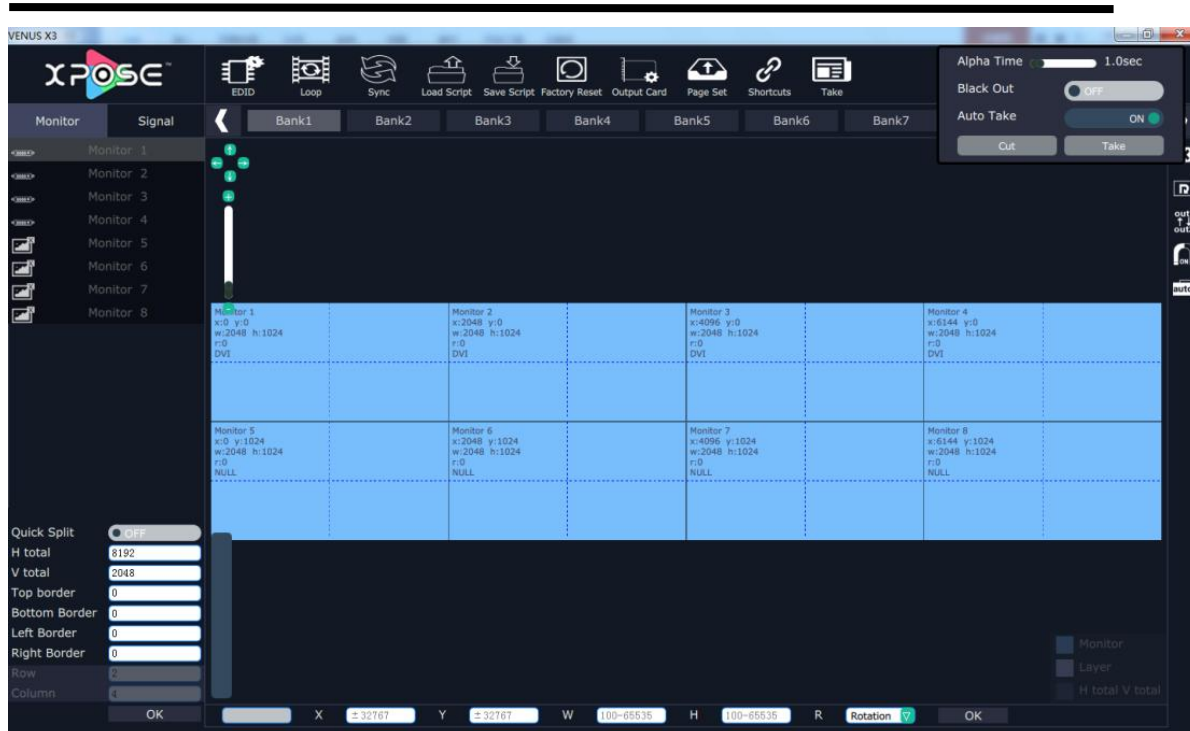 VENUS X3
XPOSE™
EDID
Loop
Sync
Load Script
Save Script
Factory Reset
Output Card
Page Set
Shortcuts
Take
Alpha Time 1.0sec
Black Out OFF
Auto Take ON
Cut Take
Monitor Signal
Bank1 Bank2 Bank3 Bank4 Bank5 Bank6 Bank7
Monitor 1
Monitor 2
Monitor 3
Monitor 4
Monitor 5
Monitor 6
Monitor 7
Monitor 8
out
out
ON
auto
Monitor 1
x:0 y:0
w:2048 h:1024
r:0
DVI
Monitor 2
x:2048 y:0
w:2048 h:1024
r:0
DVI
Monitor 3
x:4096 y:0
w:2048 h:1024
r:0
DVI
Monitor 4
x:6144 y:0
w:2048 h:1024
r:0
DVI
Monitor 5
x:0 y:1024
w:2048 h:1024
r:0
NULL
Monitor 6
x:2048 y:1024
w:2048 h:1024
r:0
NULL
Monitor 7
x:4096 y:1024
w:2048 h:1024
r:0
NULL
Monitor 8
x:6144 y:1024
w:2048 h:1024
r:0
NULL
Quick Split OFF
H total 8192
V total 2048
Top border 0
Bottom Border 0
Left Border 0
Right Border 0
Row 2
Column 4
OK
Monitor
Layer
H total V total
X ±32767 Y ±32767 W 100-65535 H 100-65535 R Rotation OK